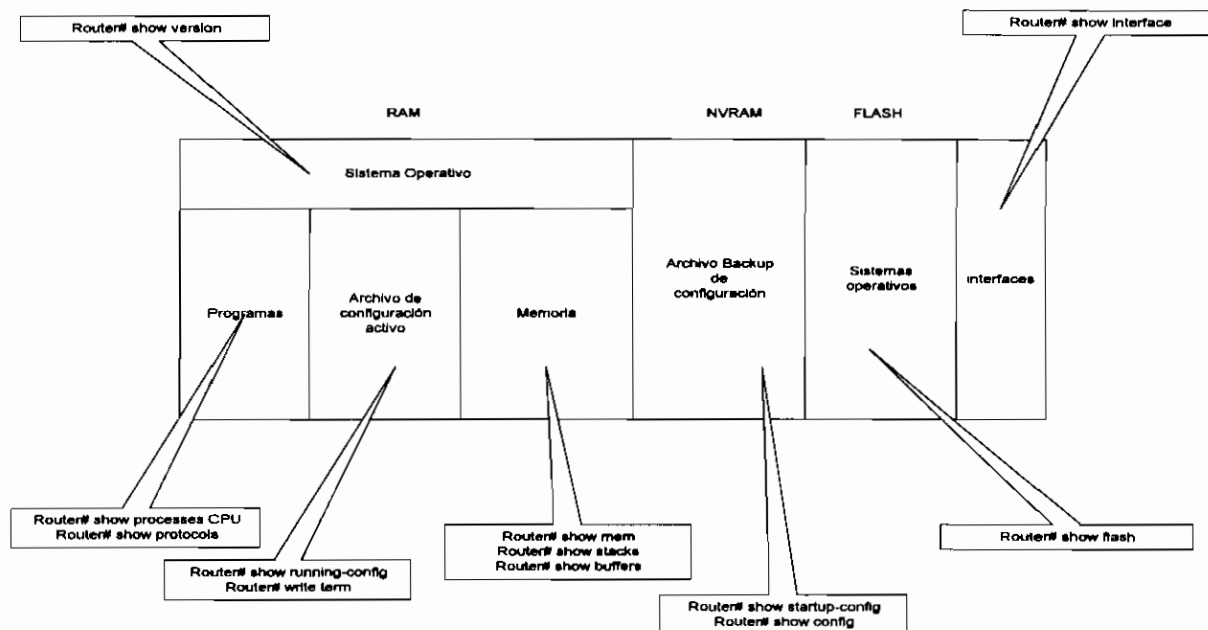 Router# show version
Router# show interface
RAM
NVRAM
FLASH
Sistema Operativo
Programas
Archivo de
configuración
activo
Memoria
Archivo Backup
de
configuración
Sistemas
operativos
Interfaces
Router# show processes CPU
Router# show protocols
Router# show running-config
Router# write term
Router# show mem
Router# show stacks
Router# show buffers
Router# show startup-config
Router# show config
Router# show flash